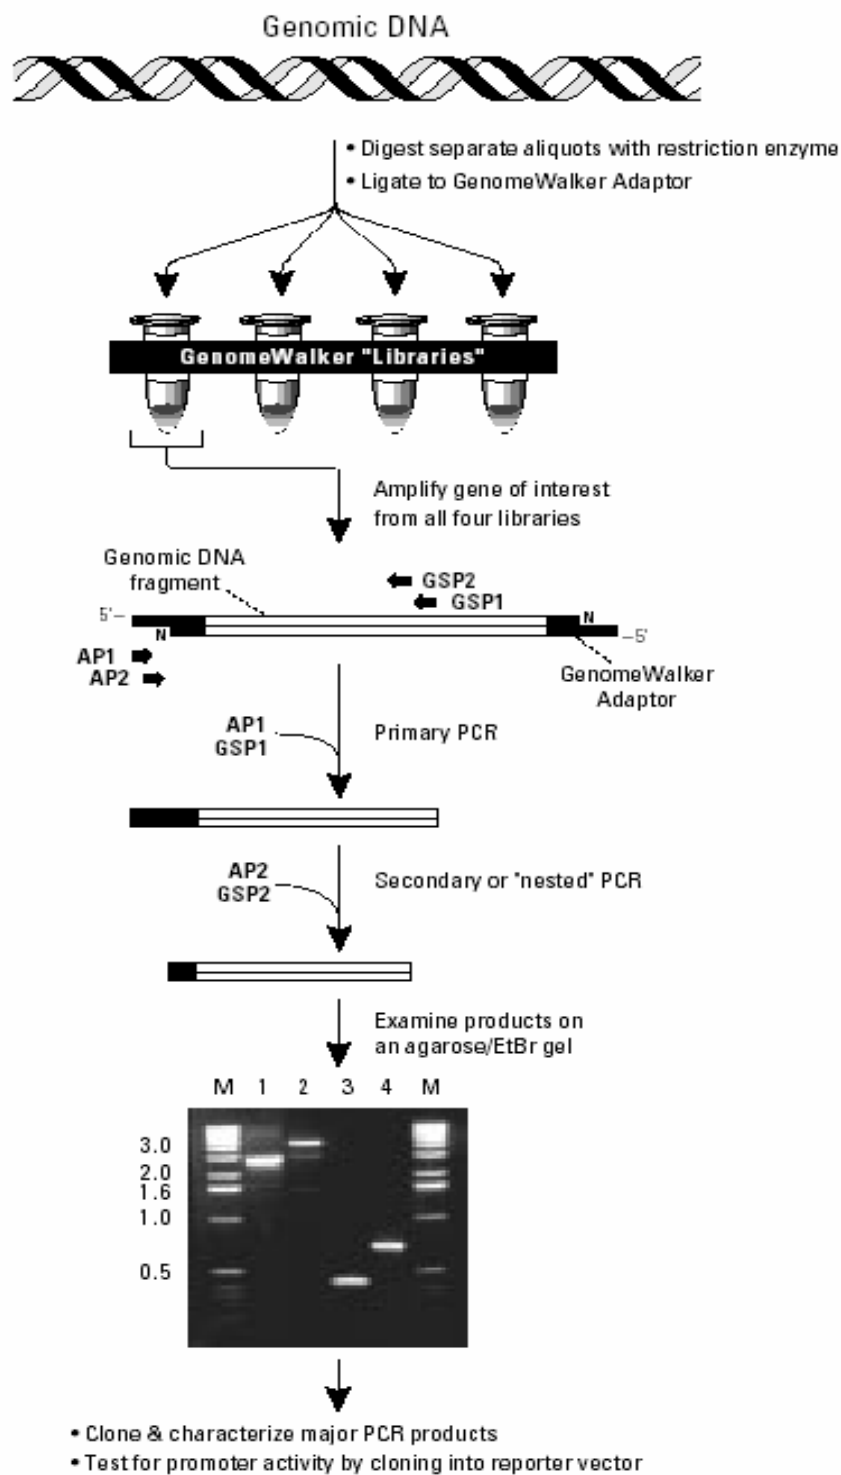 Genomic DNA
• Digest separate aliquots with restriction enzyme
• Ligate to GenomeWalker Adaptor
GenomeWalker "Libraries"
Amplify gene of interest
from all four libraries
Genomic DNA
fragment
GSP2
GSP1
5'–
N
N
–5'
AP1
AP2
GenomeWalker
Adaptor
AP1
GSP1
Primary PCR
AP2
GSP2
Secondary or "nested" PCR
Examine products on
an agarose/EtBr gel
M 1 2 3 4 M
3.0
2.0
1.6
1.0
0.5
• Clone & characterize major PCR products
• Test for promoter activity by cloning into reporter vector